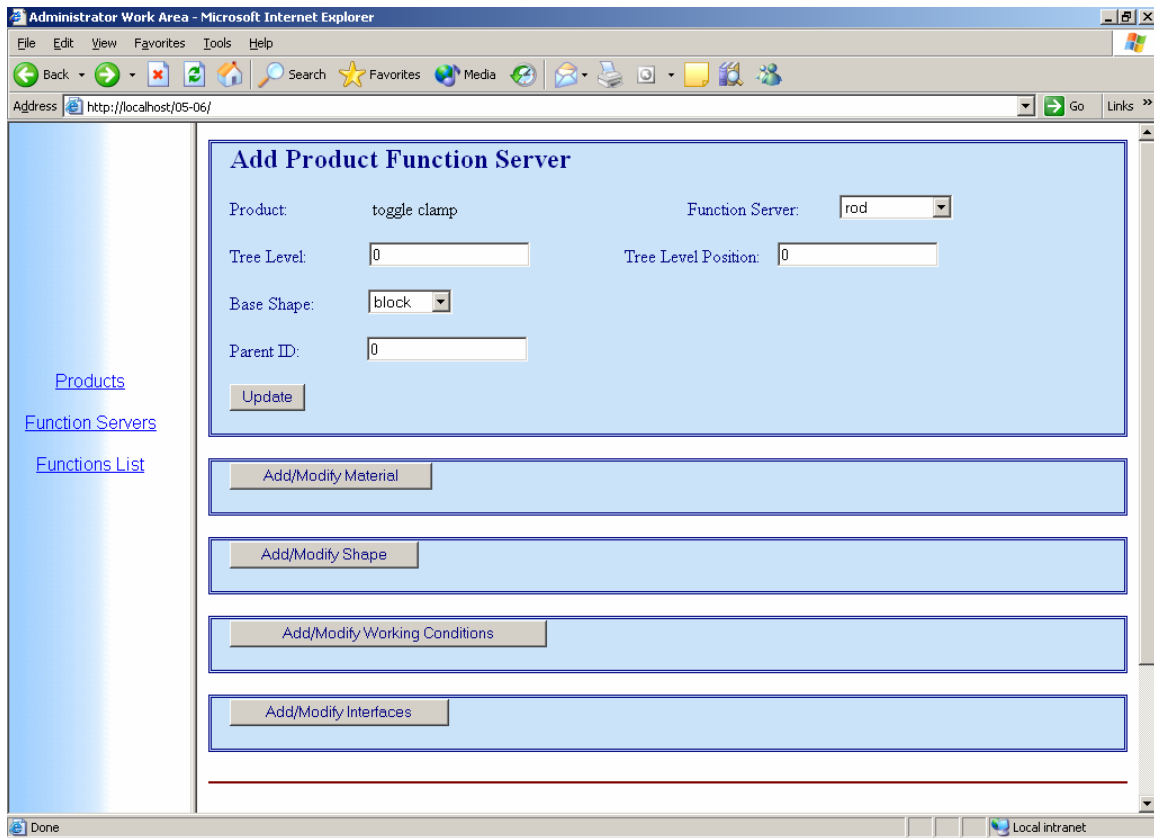 Administrator Work Area - Microsoft Internet Explorer
File Edit View Favorites Tools Help
Back Search Favorites Media
Address http://localhost/05-06/ Go Links »
Add Product Function Server
Product: toggle clamp Function Server: rod
Tree Level: 0 Tree Level Position: 0
Base Shape: block
Parent ID: 0
Update
Products
Function Servers
Functions List
Add/Modify Material
Add/Modify Shape
Add/Modify Working Conditions
Add/Modify Interfaces
Done Local intranet